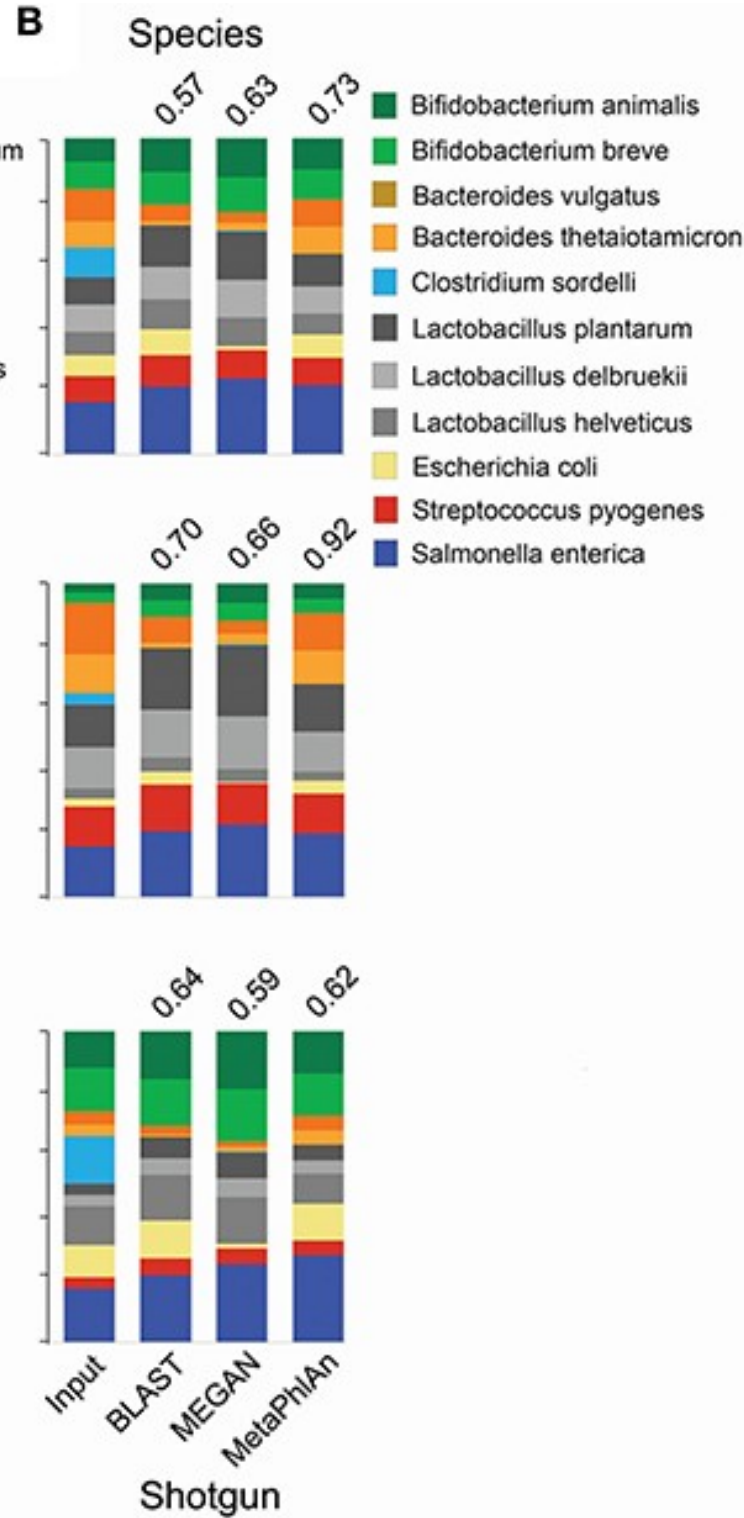 B
Species
0.57 0.63 0.73
Bifidobacterium animalis
Bifidobacterium breve
Bacteroides vulgatus
Bacteroides thetaiotamicron
Clostridium sordelli
Lactobacillus plantarum
Lactobacillus delbruekii
Lactobacillus helveticus
Escherichia coli
Streptococcus pyogenes
Salmonella enterica
0.70 0.66 0.92
0.64 0.59 0.62
Input BLAST MEGAN MetaPhlAn
Shotgun